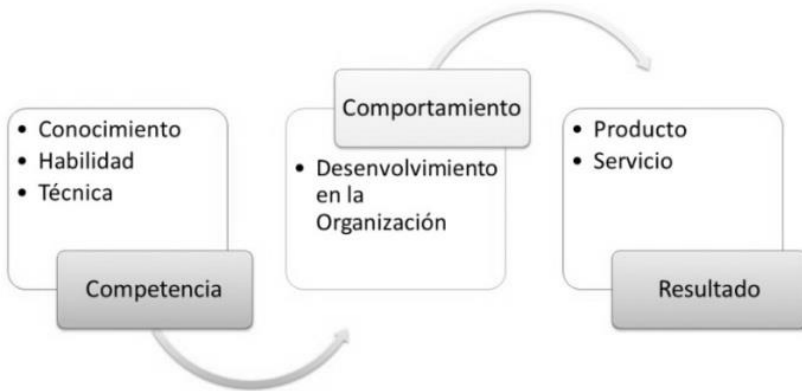 • Conocimiento
• Habilidad
• Técnica
Competencia
Comportamiento
• Desenvolvimiento
en la
Organización
• Producto
• Servicio
Resultado